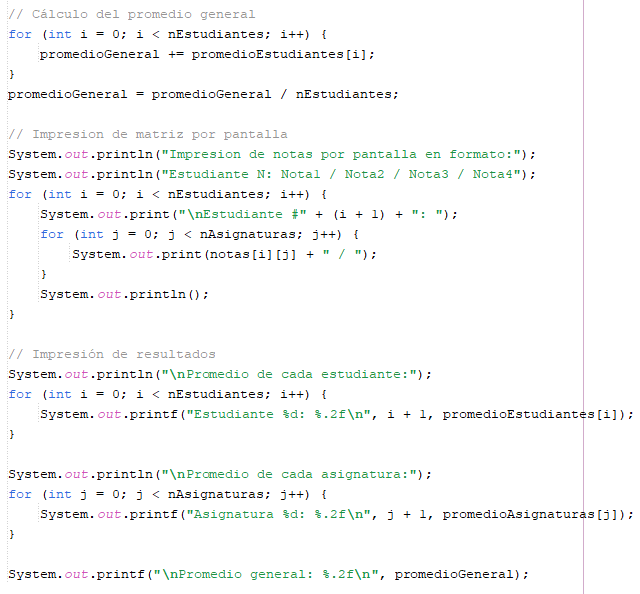 // Cálculo del promedio general
for (int i = 0; i < nEstudiantes; i++) {
    promedioGeneral += promedioEstudiantes[i];
}
promedioGeneral = promedioGeneral / nEstudiantes;

// Impresion de matriz por pantalla
System.out.println("Impresion de notas por pantalla en formato:");
System.out.println("Estudiante N: Nota1 / Nota2 / Nota3 / Nota4");
for (int i = 0; i < nEstudiantes; i++) {
    System.out.print("\nEstudiante #" + (i + 1) + ": ");
    for (int j = 0; j < nAsignaturas; j++) {
        System.out.print(notas[i][j] + " / ");
    }
    System.out.println();
}

// Impresión de resultados
System.out.println("\nPromedio de cada estudiante:");
for (int i = 0; i < nEstudiantes; i++) {
    System.out.printf("Estudiante %d: %.2f\n", i + 1, promedioEstudiantes[i]);
}

System.out.println("\nPromedio de cada asignatura:");
for (int j = 0; j < nAsignaturas; j++) {
    System.out.printf("Asignatura %d: %.2f\n", j + 1, promedioAsignaturas[j]);
}

System.out.printf("\nPromedio general: %.2f\n", promedioGeneral);